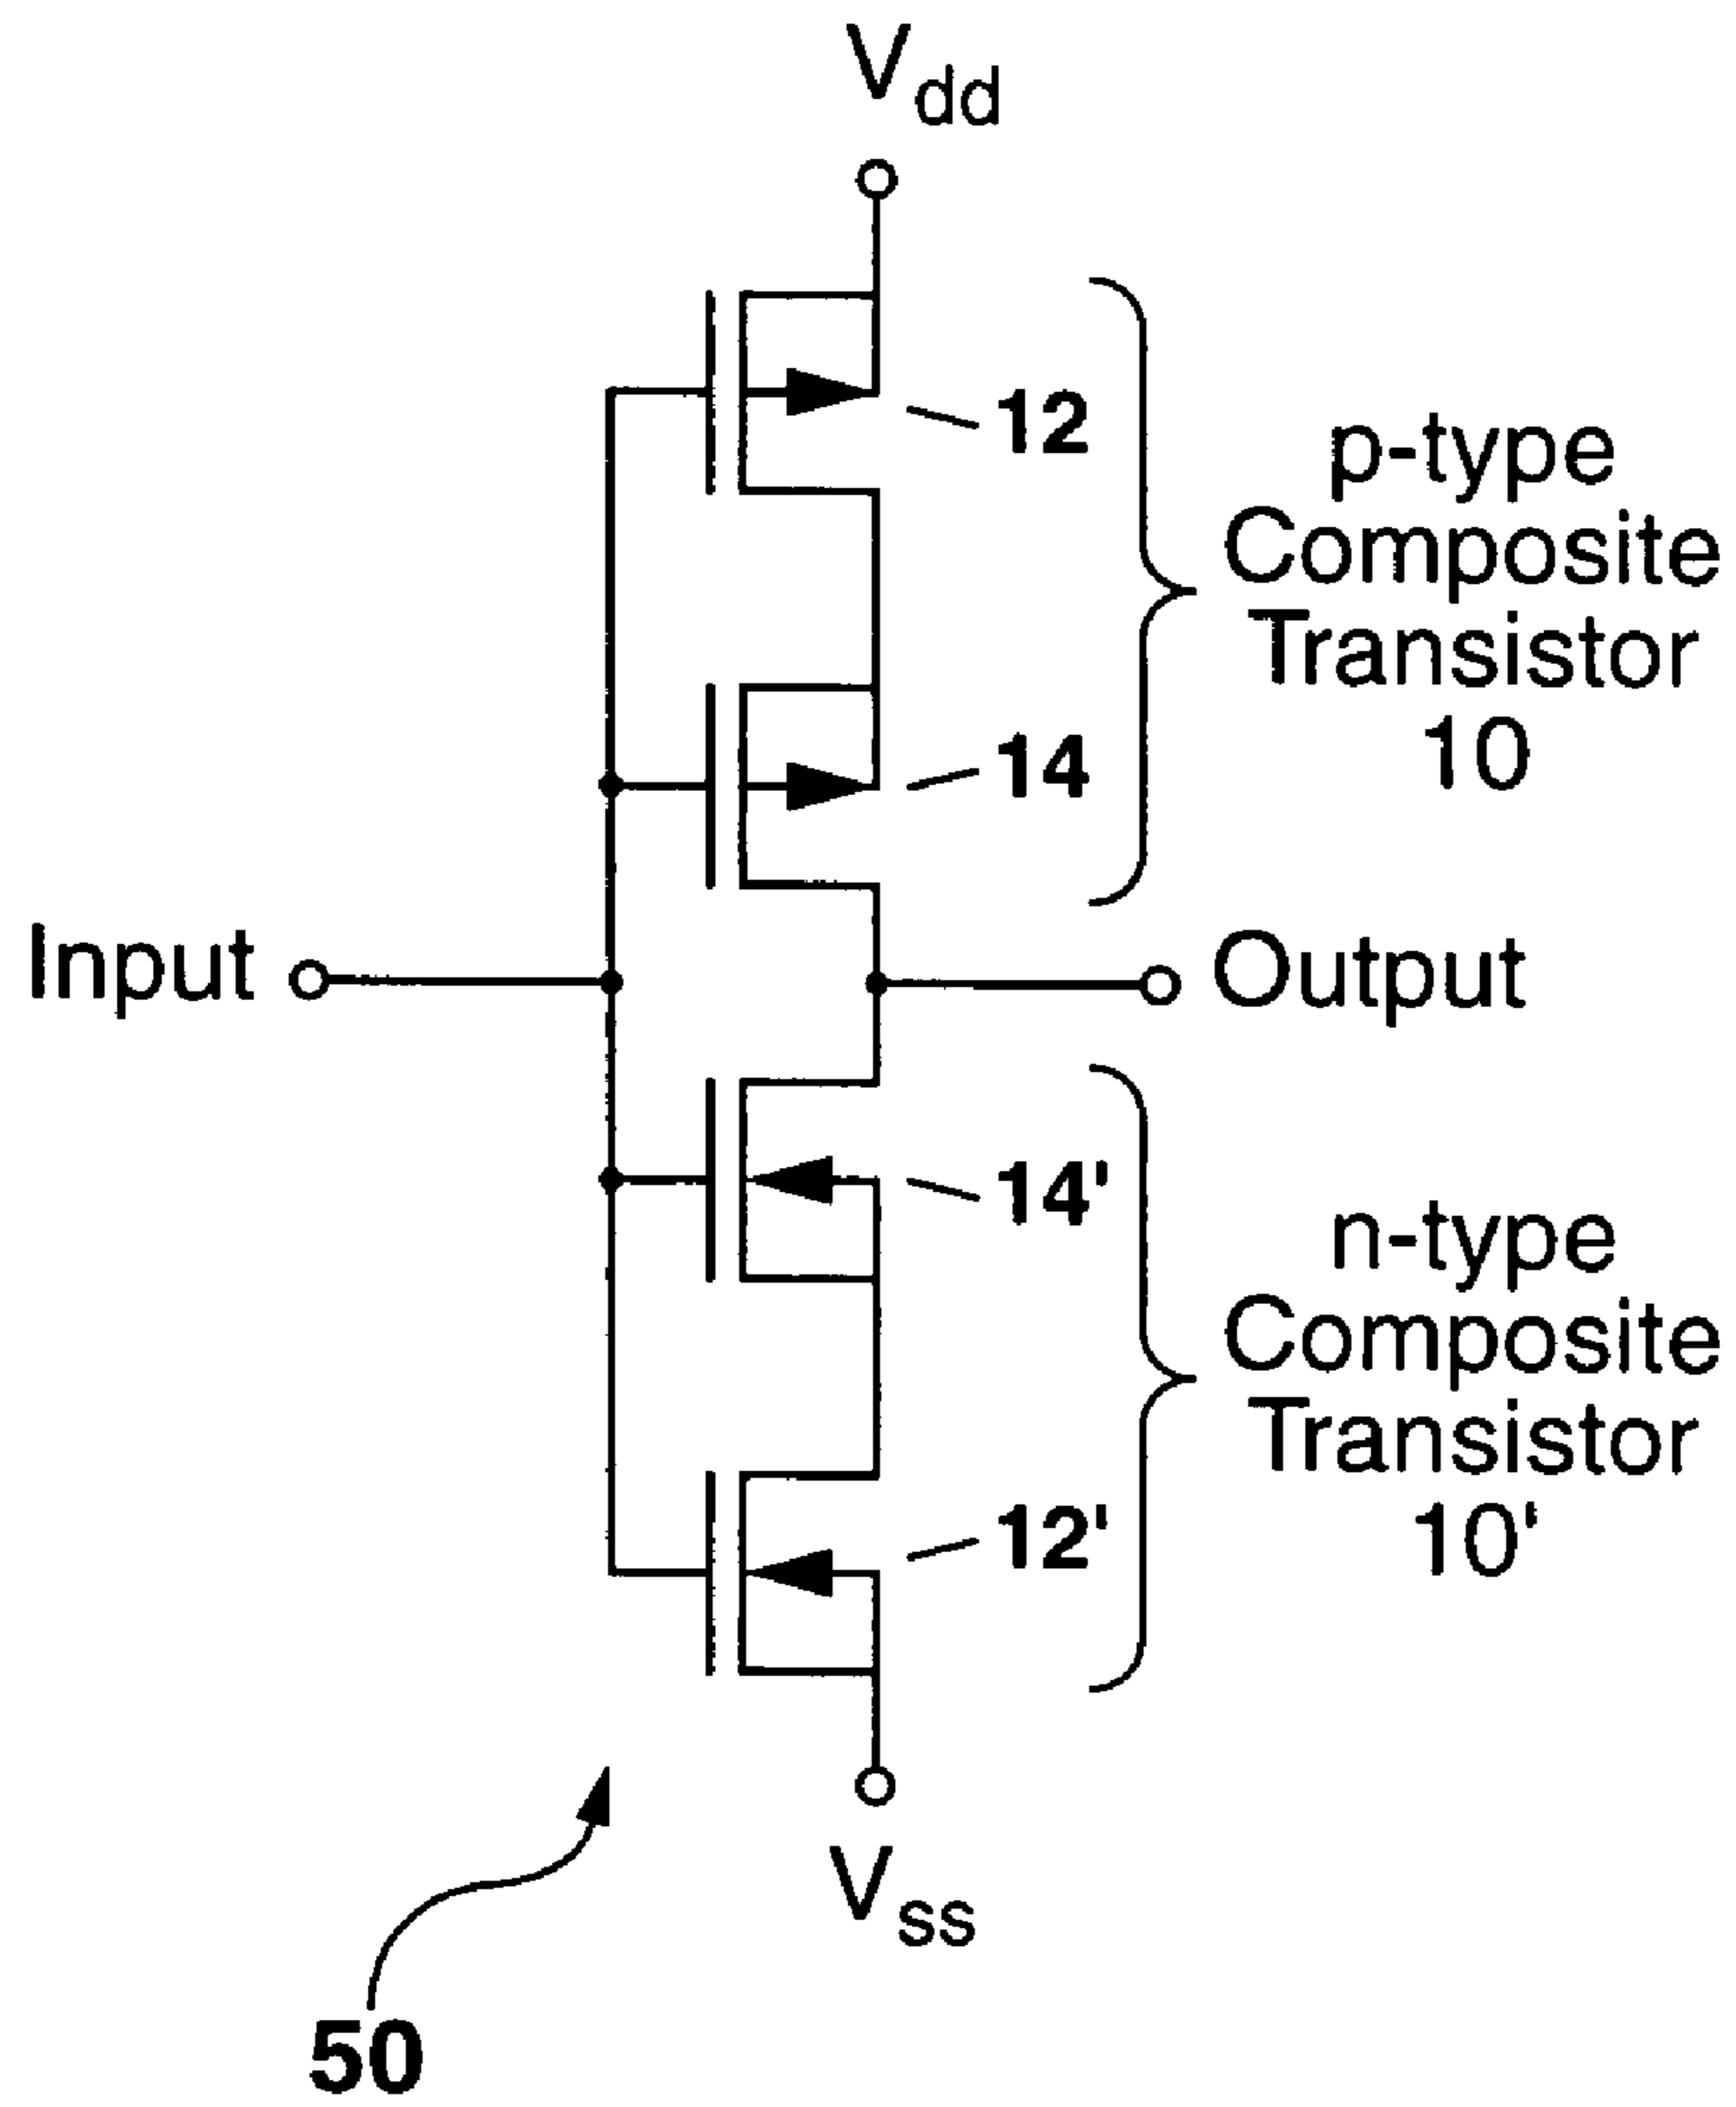 Vdd
12
p-type
Composite
Transistor
10
14
Input
Output
14'
n-type
Composite
Transistor
10'
12'
Vss
50